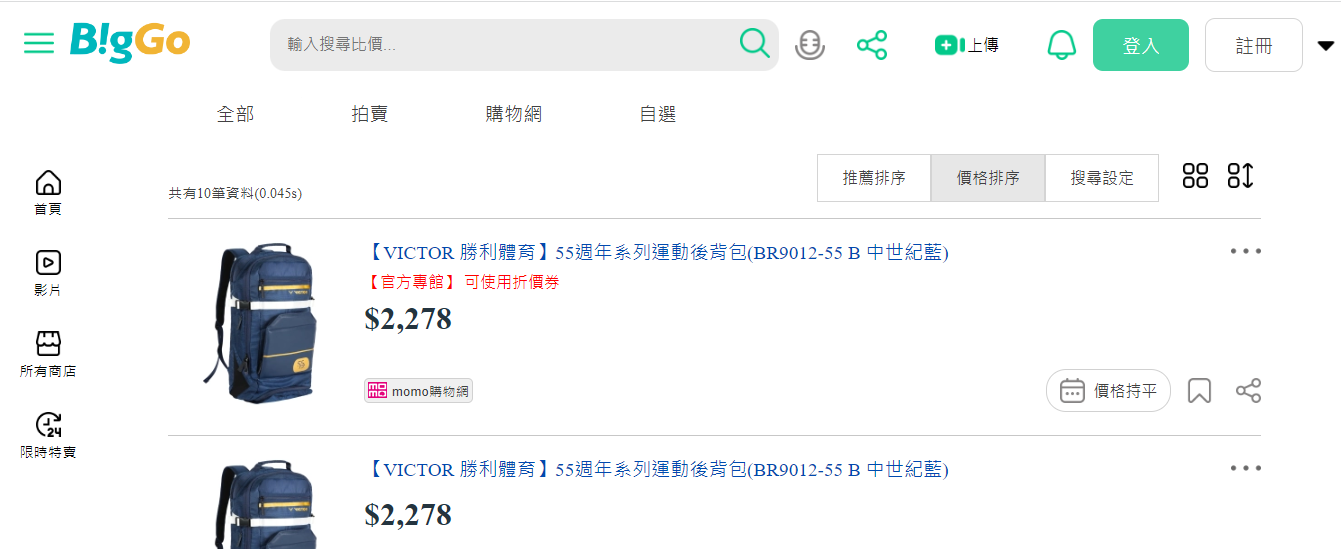 B!gGo
輸入搜尋比價...
上傳
登入
註冊
全部
拍賣
購物網
自選
首頁
影片
所有商店
24
限時特賣
共有10筆資料(0.045s)
推薦排序
價格排序
搜尋設定
【VICTOR 勝利體育】55週年系列運動後背包(BR9012-55 B 中世紀藍)
【官方專館】 可使用折價券
$2,278
momo購物網
價格持平
【VICTOR 勝利體育】55週年系列運動後背包(BR9012-55 B 中世紀藍)
$2,278